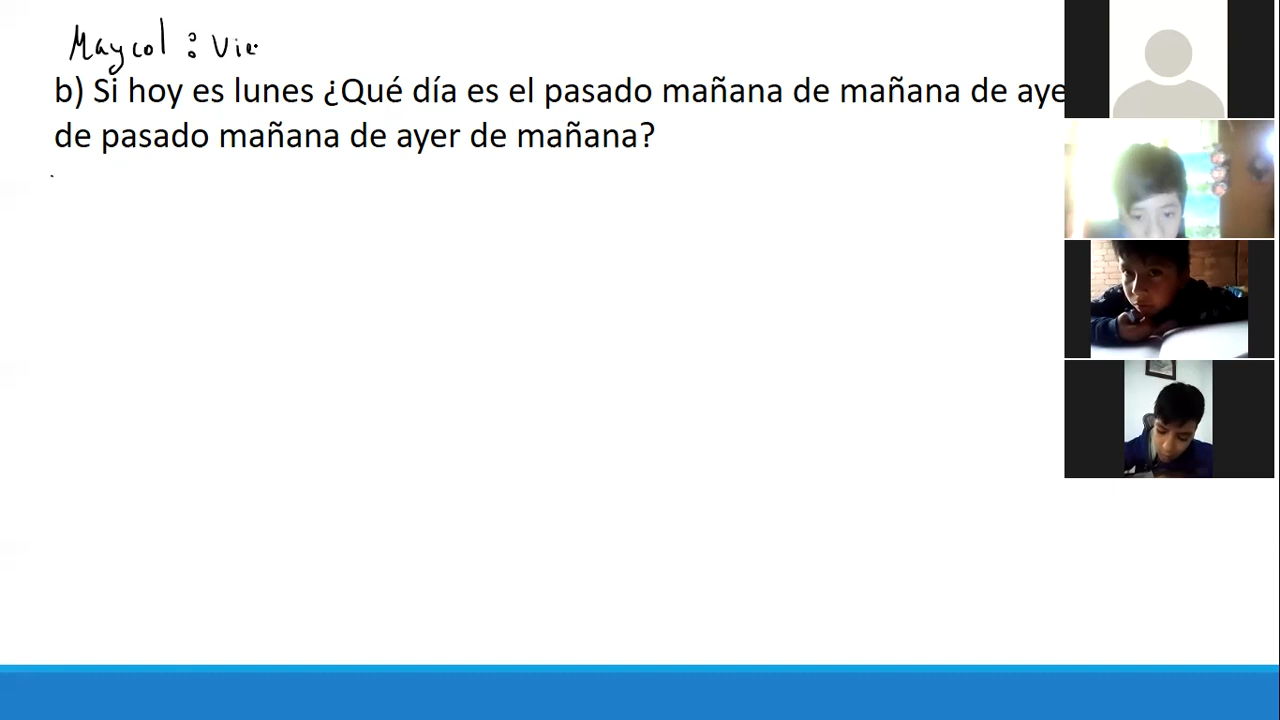 Maycol : Vie
b) Si hoy es lunes ¿Qué día es el pasado mañana de mañana de aye
de pasado mañana de ayer de mañana?